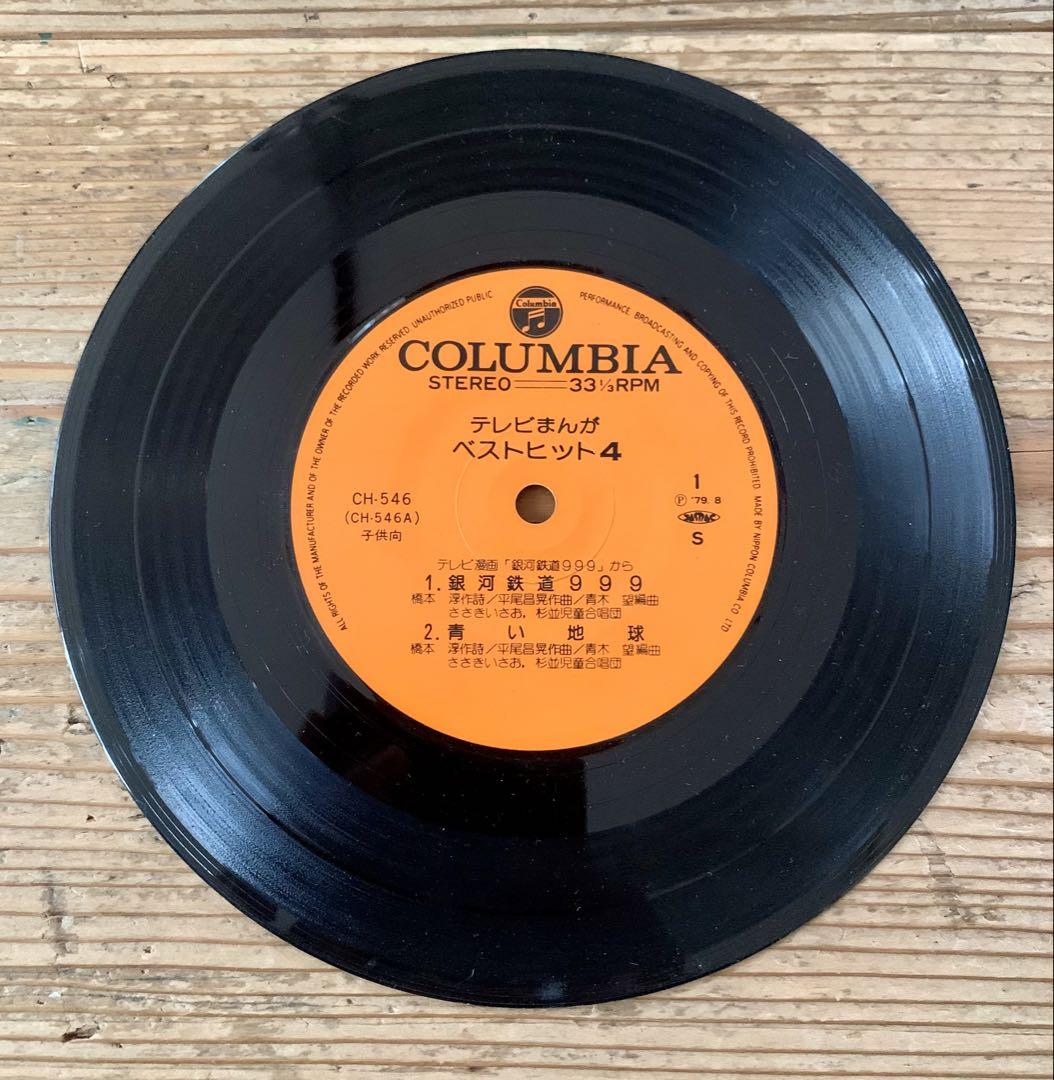 Columbia
ALL RIGHTS OF THE MANUFACTURER AND OF THE OWNER OF THE RECORDED WORK RESERVED. UNAUTHORIZED PUBLIC PERFORMANCE, BROADCASTING AND COPYING OF THIS RECORD PROHIBITED. MADE BY NIPPON COLUMBIA CO. LTD
COLUMBIA
STEREO 33⅓RPM
テレビまんが
ベストヒット4
CH-546
(CH-546A)
子供向
1
Ⓟ '79. 8
JASRAC
S
テレビ漫画「銀河鉄道999」から
1. 銀河鉄道999
橋本 淳作詩/平尾昌晃作曲/青木 望編曲
ささきいさお, 杉並児童合唱団
2. 青い地球
橋本 淳作詩/平尾昌晃作曲/青木 望編曲
ささきいさお, 杉並児童合唱団